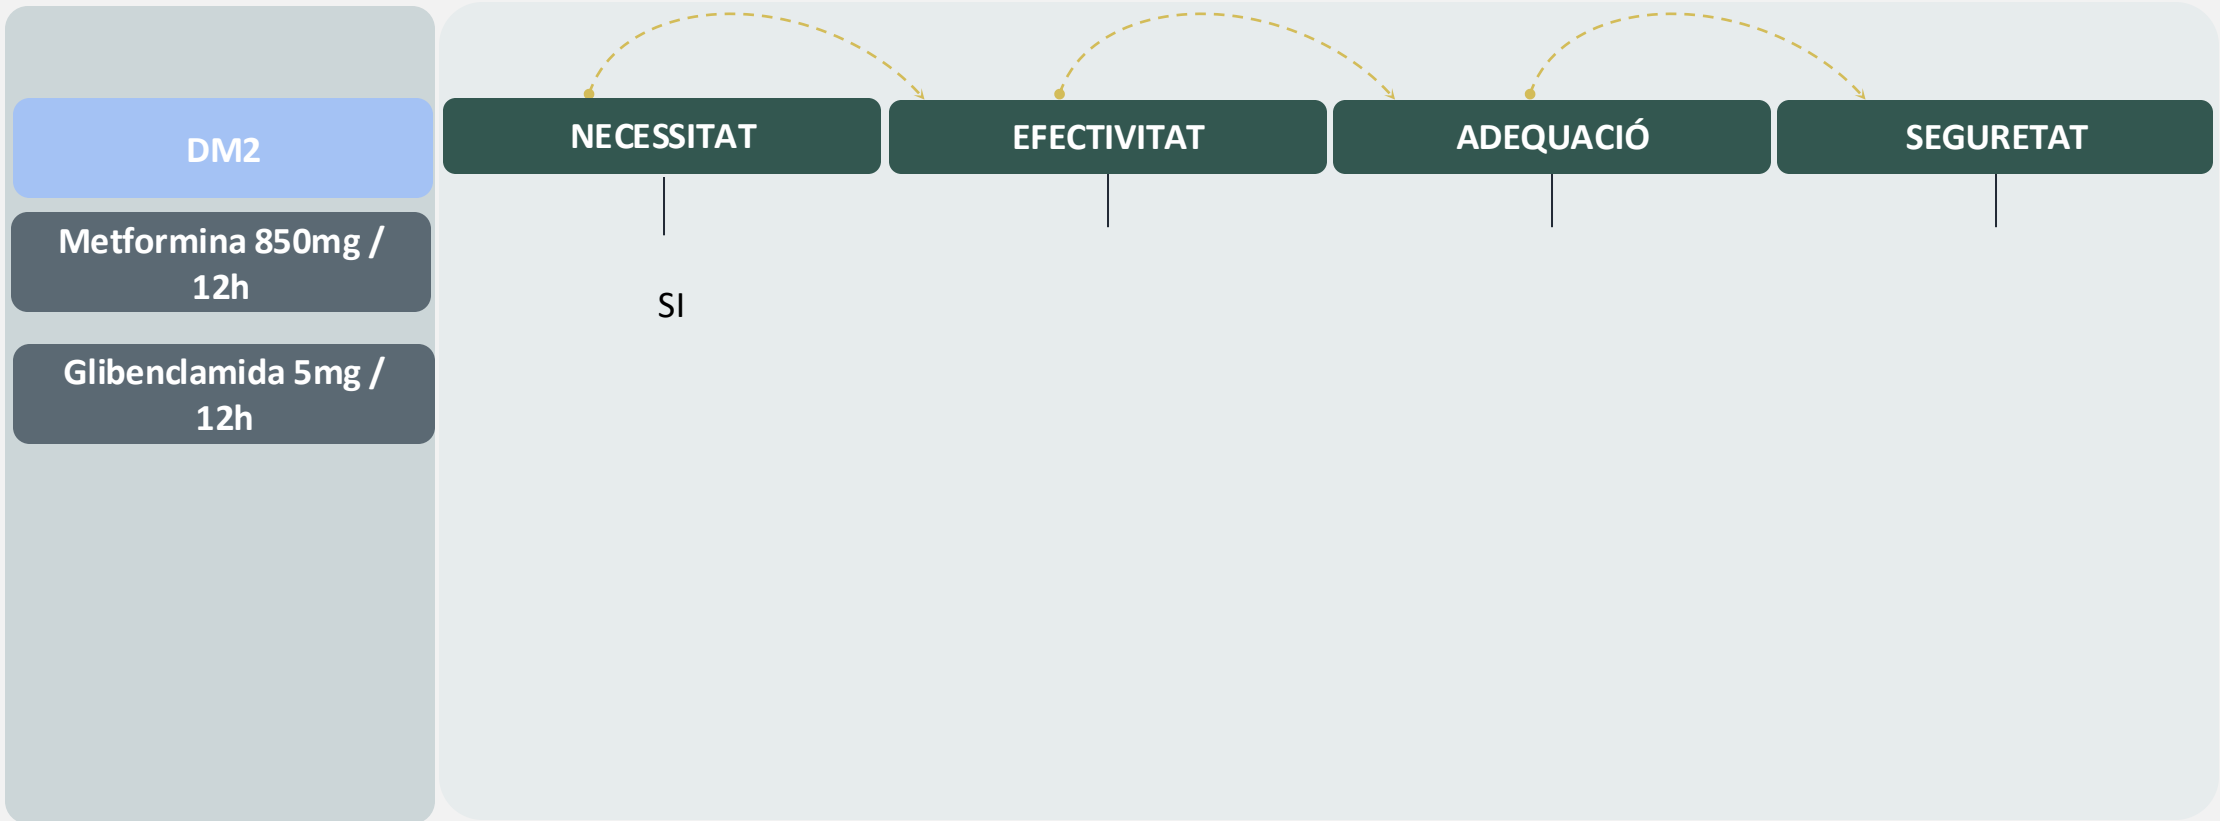 DM2
NECESSITAT
EFECTIVITAT
ADEQUACIÓ
SEGURETAT
Metformina 850mg /
12h
SI
Glibenclamida 5mg /
12h